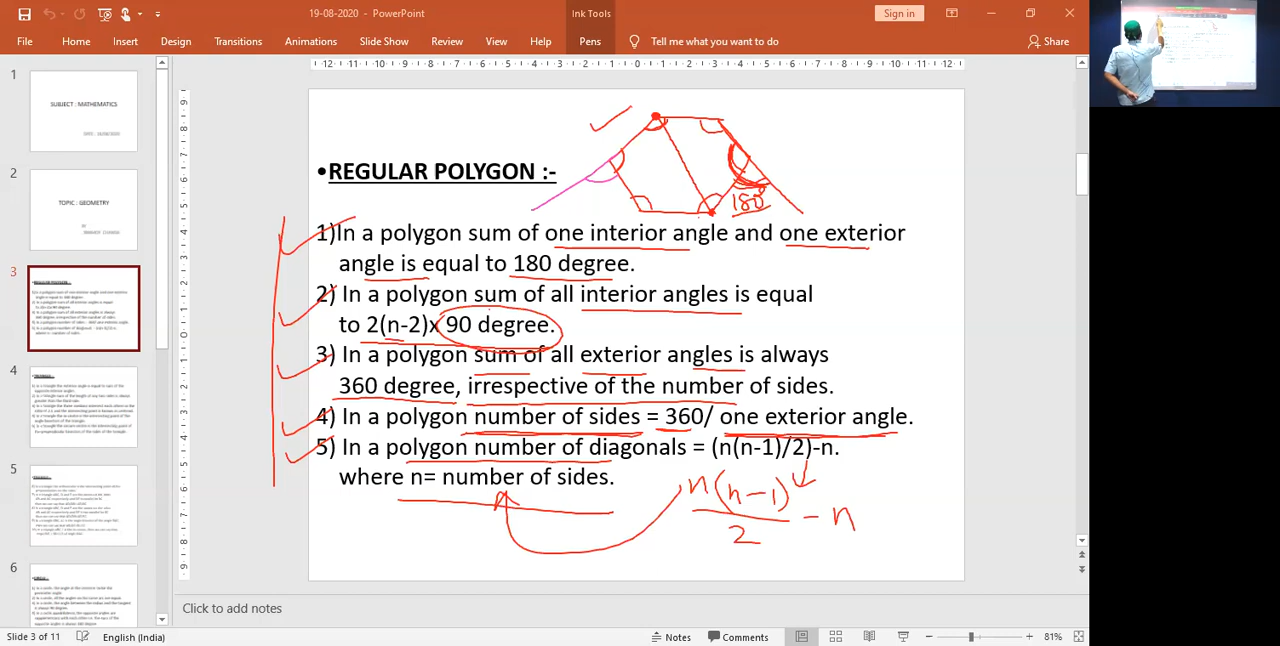 19-08-2020 - PowerPoint
Ink Tools
Sign in
File Home Insert Design Transitions Animations Slide Show Review View Help Pens Tell me what you want to do Share
1
SUBJECT : MATHEMATICS
2
TOPIC : GEOMETRY
3
4
5
6
•REGULAR POLYGON :-
180°
1)In a polygon sum of one interior angle and one exterior
angle is equal to 180 degree.
2) In a polygon sum of all interior angles is equal
to 2(n-2)x 90 degree.
3) In a polygon sum of all exterior angles is always
360 degree, irrespective of the number of sides.
4) In a polygon number of sides = 360/ one exterior angle.
5) In a polygon number of diagonals = (n(n-1)/2)-n.
where n= number of sides.
n(n-1)
2
- n
Click to add notes
Slide 3 of 11 English (India) Notes Comments 81%